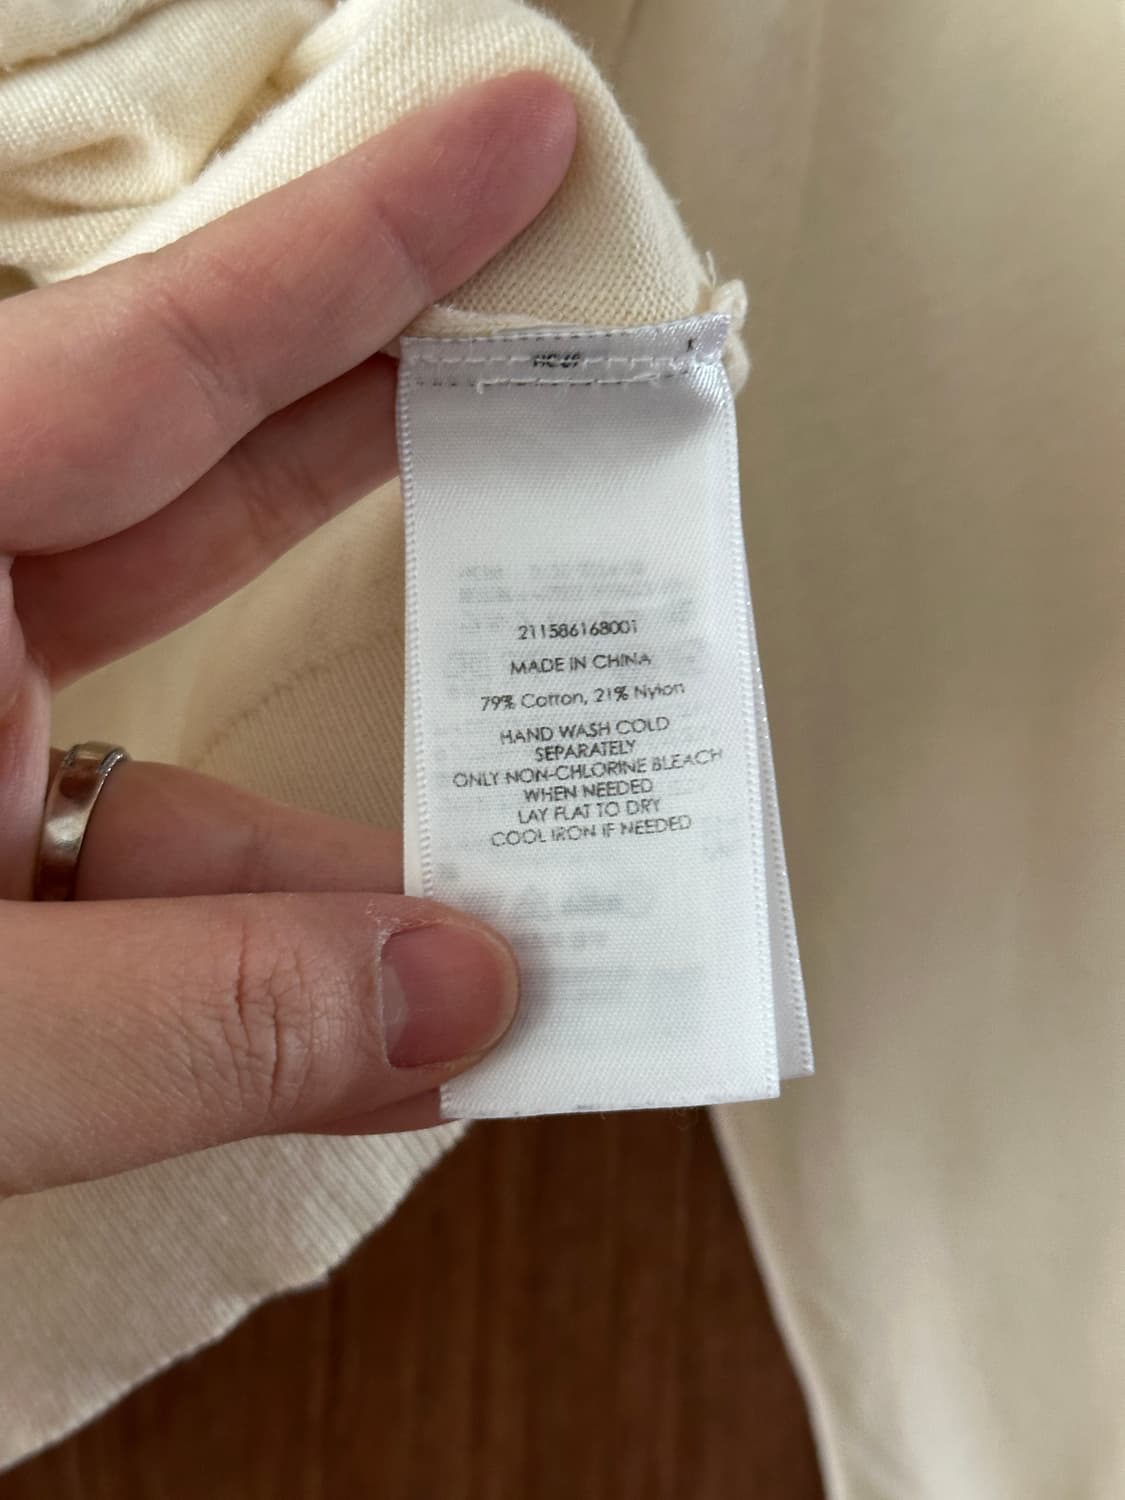 211586168001
MADE IN CHINA
79% Cotton, 21% Nylon
HAND WASH COLD
SEPARATELY
ONLY NON-CHLORINE BLEACH
WHEN NEEDED
LAY FLAT TO DRY
COOL IRON IF NEEDED